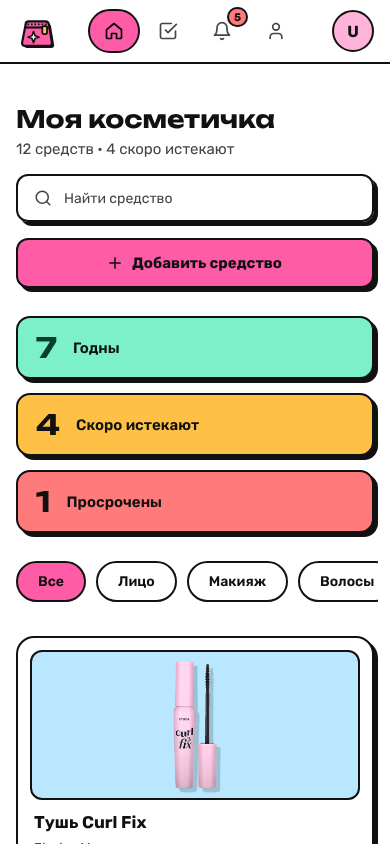 5
U
Моя косметичка
12 средств • 4 скоро истекают
Найти средство
Добавить средство
7 Годны
4 Скоро истекают
1 Просрочены
Все Лицо Макияж Волосы
curl
fix
Тушь Curl Fix